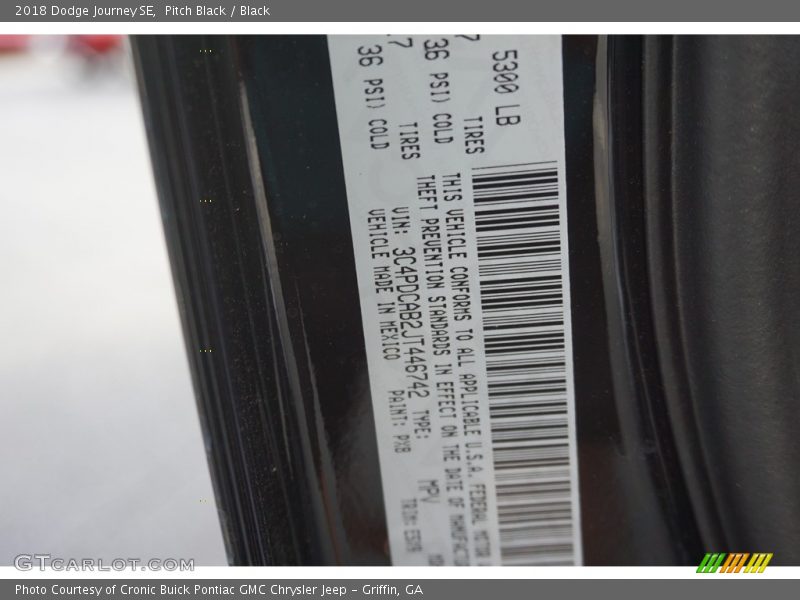 2018 Dodge Journey SE, Pitch Black / Black
5300 LB
TIRES
36 PSI) COLD
TIRES
36 PSI) COLD
THIS VEHICLE CONFORMS TO ALL APPLICABLE U.S.A. FEDERAL MOTOR
THEFT PREVENTION STANDARDS IN EFFECT ON THE DATE OF
VIN: 3C4PDCAB2JT446742 TYPE: MPV
VEHICLE MADE IN MEXICO PAINT: PX8 TRIM:
GTcarlot.com
Photo Courtesy of Cronic Buick Pontiac GMC Chrysler Jeep - Griffin, GA